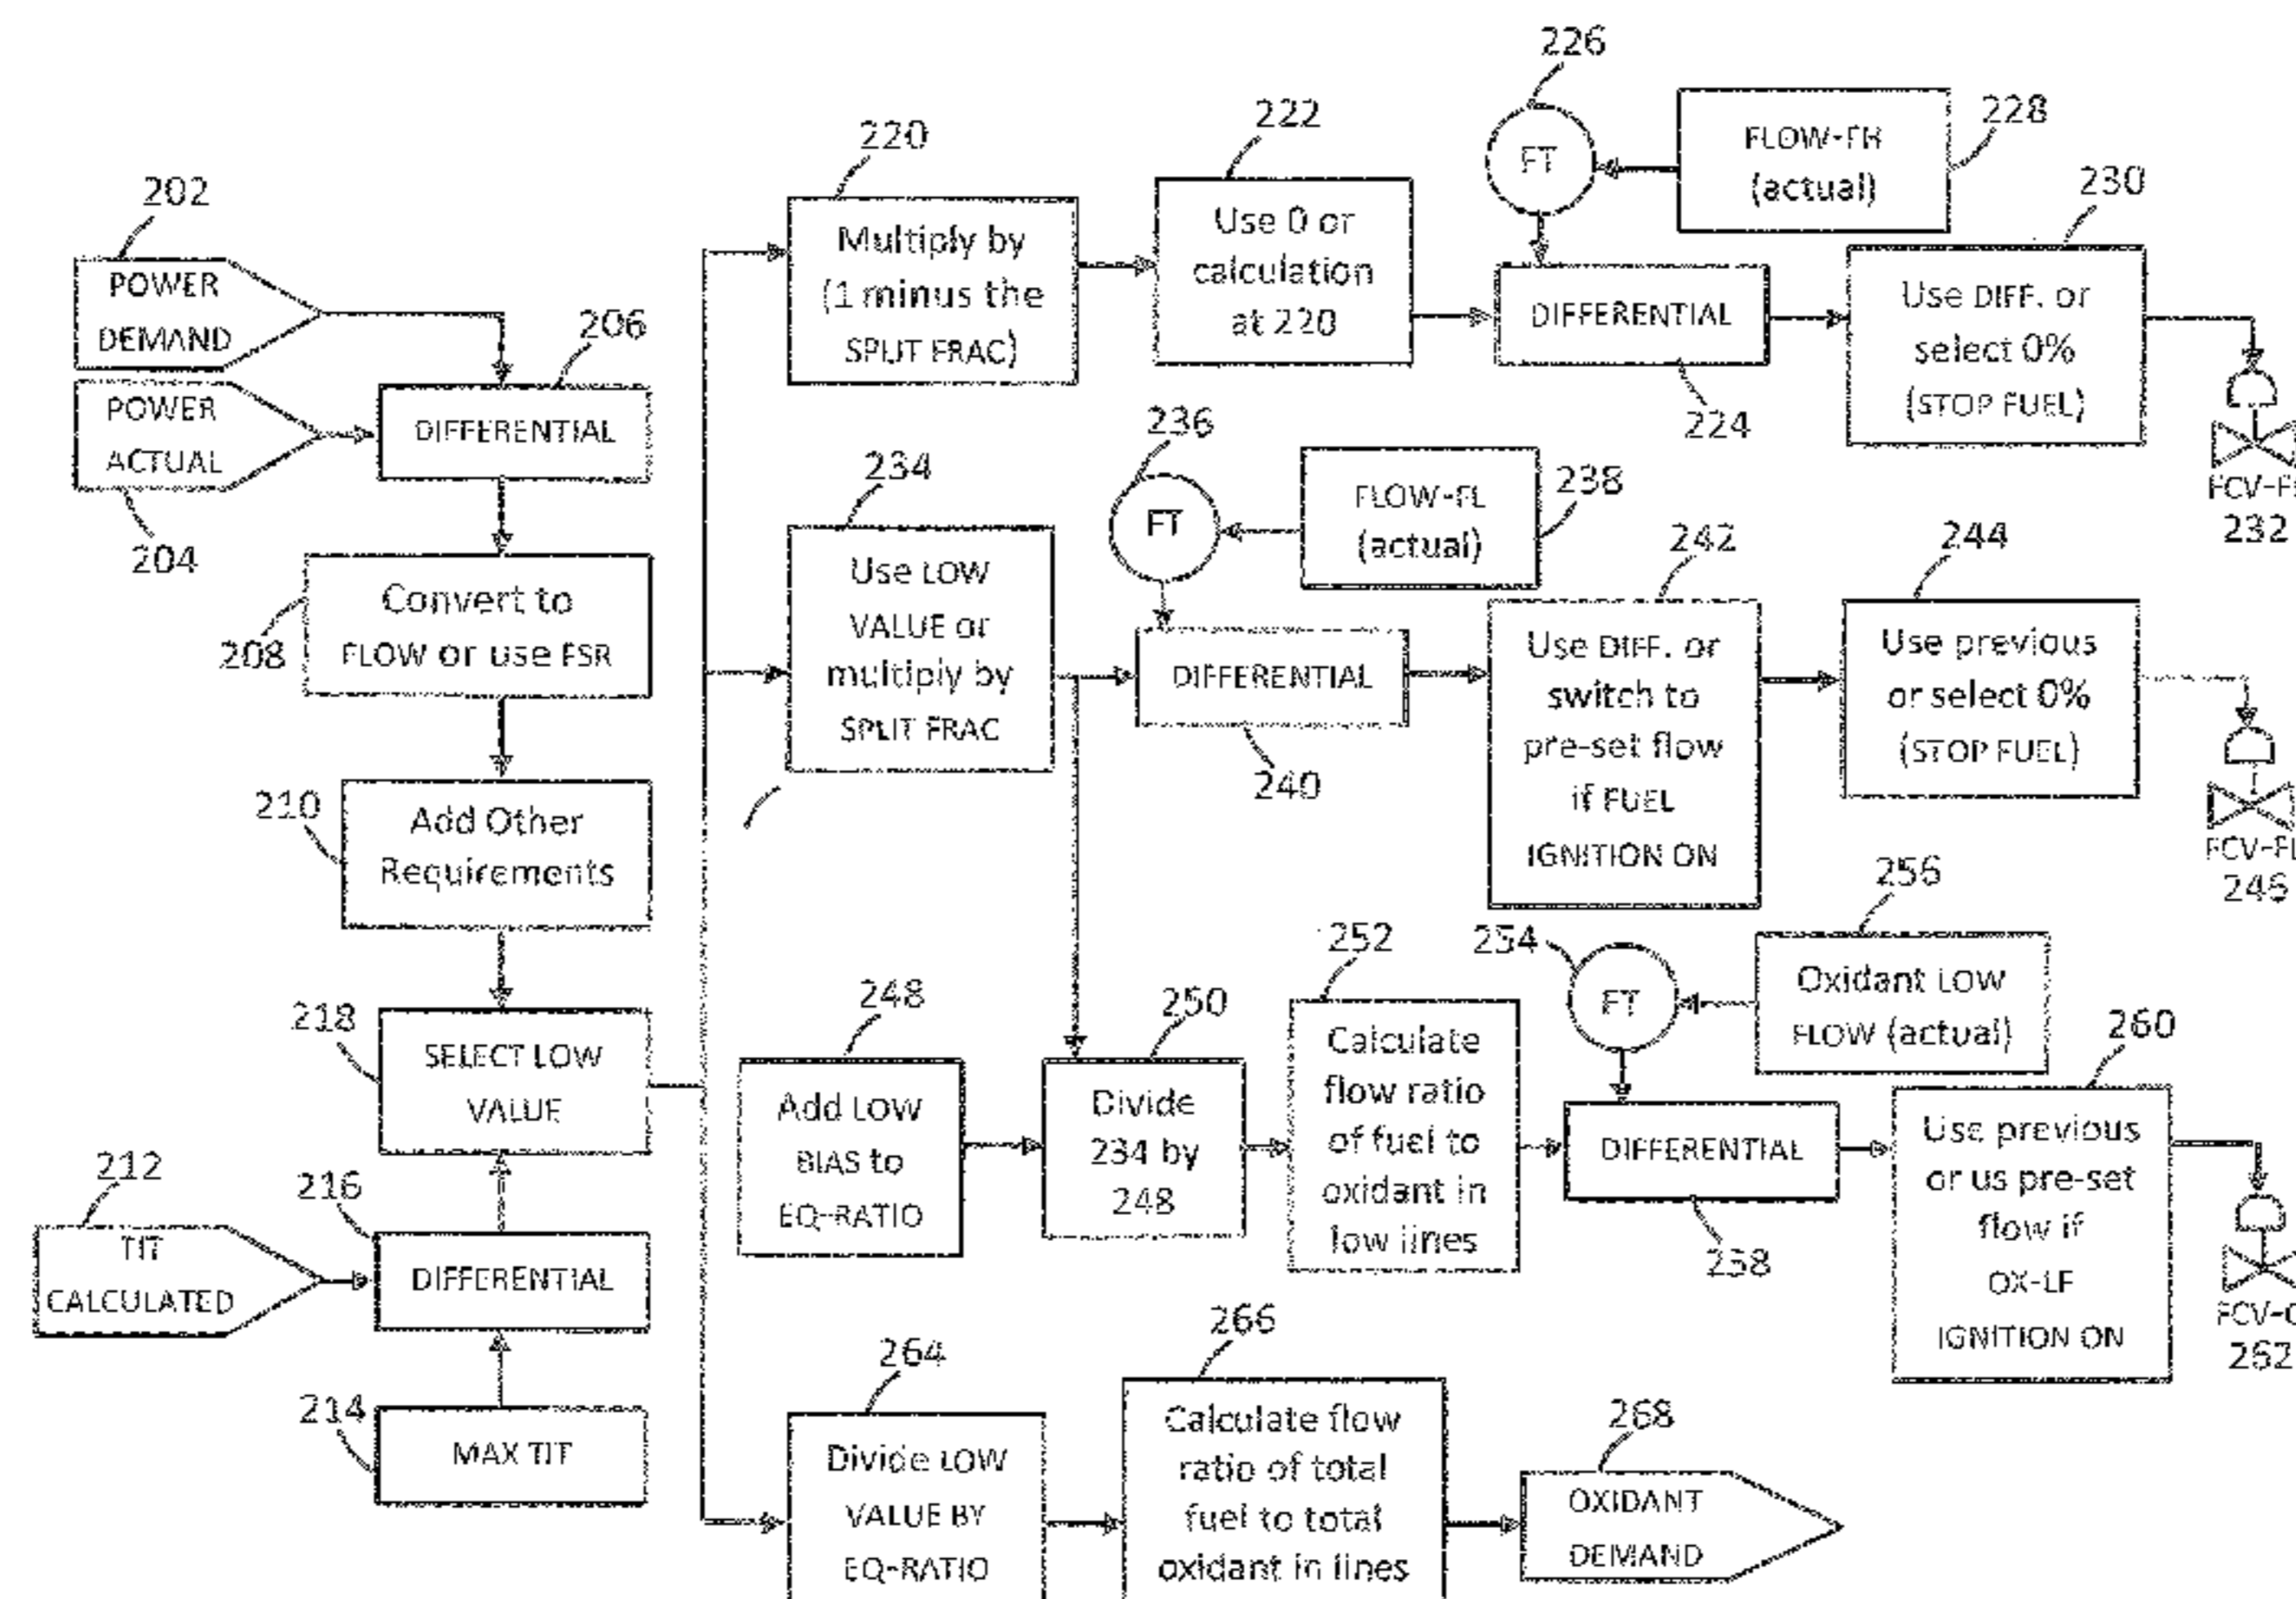 202
POWER
DEMAND
POWER
ACTUAL
204
206
DIFFERENTIAL
208
Convert to
FLOW or use FSR
210
Add Other
Requirements
218
SELECT LOW
VALUE
212
TIT
CALCULATED
216
DIFFERENTIAL
214
MAX TIT
220
Multiply by
(1 minus the
SPLIT FRAC)
222
Use 0 or
calculation
at 220
226
FT
228
(actual)
DIFFERENTIAL
224
230
Use DIFF. or
select 0%
(STOP FUEL)
232
234
Use LOW
VALUE or
multiply by
SPLIT FRAC
236
FT
FLOW-FL
(actual)
238
DIFFERENTIAL
240
242
Use DIFF. or
switch to
pre-set flow
if FUEL
IGNITION ON
244
Use previous
or select 0%
(STOP FUEL)
FCV-FL
246
248
Add LOW
BIAS to
EQ-RATIO
250
Divide
234 by
248
252
Calculate
flow ratio
of fuel to
oxidant in
low lines
254
FT
256
Oxidant LOW
FLOW (actual)
DIFFERENTIAL
258
260
Use previous
or us pre-set
flow if
OX-LF
IGNITION ON
262
264
Divide LOW
VALUE BY
EQ-RATIO
266
Calculate flow
ratio of total
fuel to total
oxidant in lines
268
OXIDANT
DEMAND